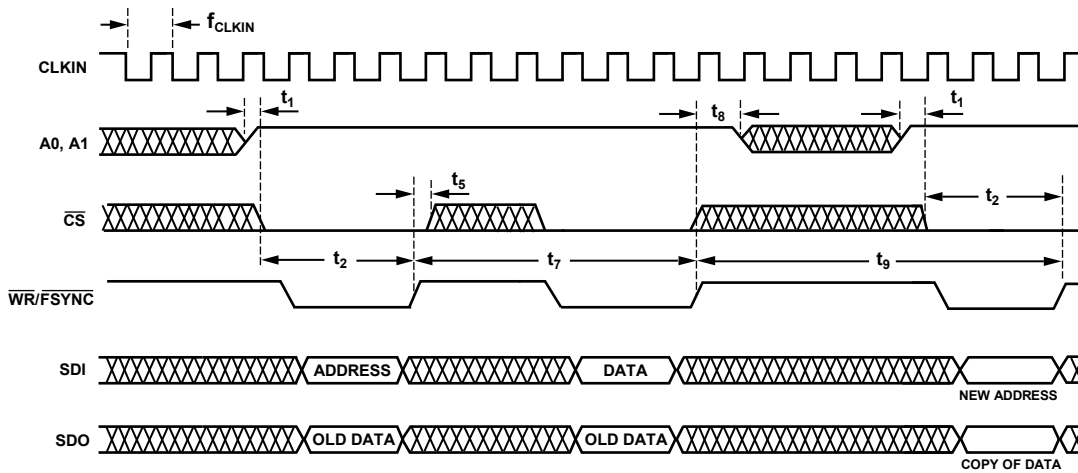 fCLKIN
CLKIN
t1
t8
t1
A0, A1
t5
t2
CS
t2
t7
t9
WR/FSYNC
SDI
ADDRESS
DATA
NEW ADDRESS
SDO
OLD DATA
OLD DATA
COPY OF DATA